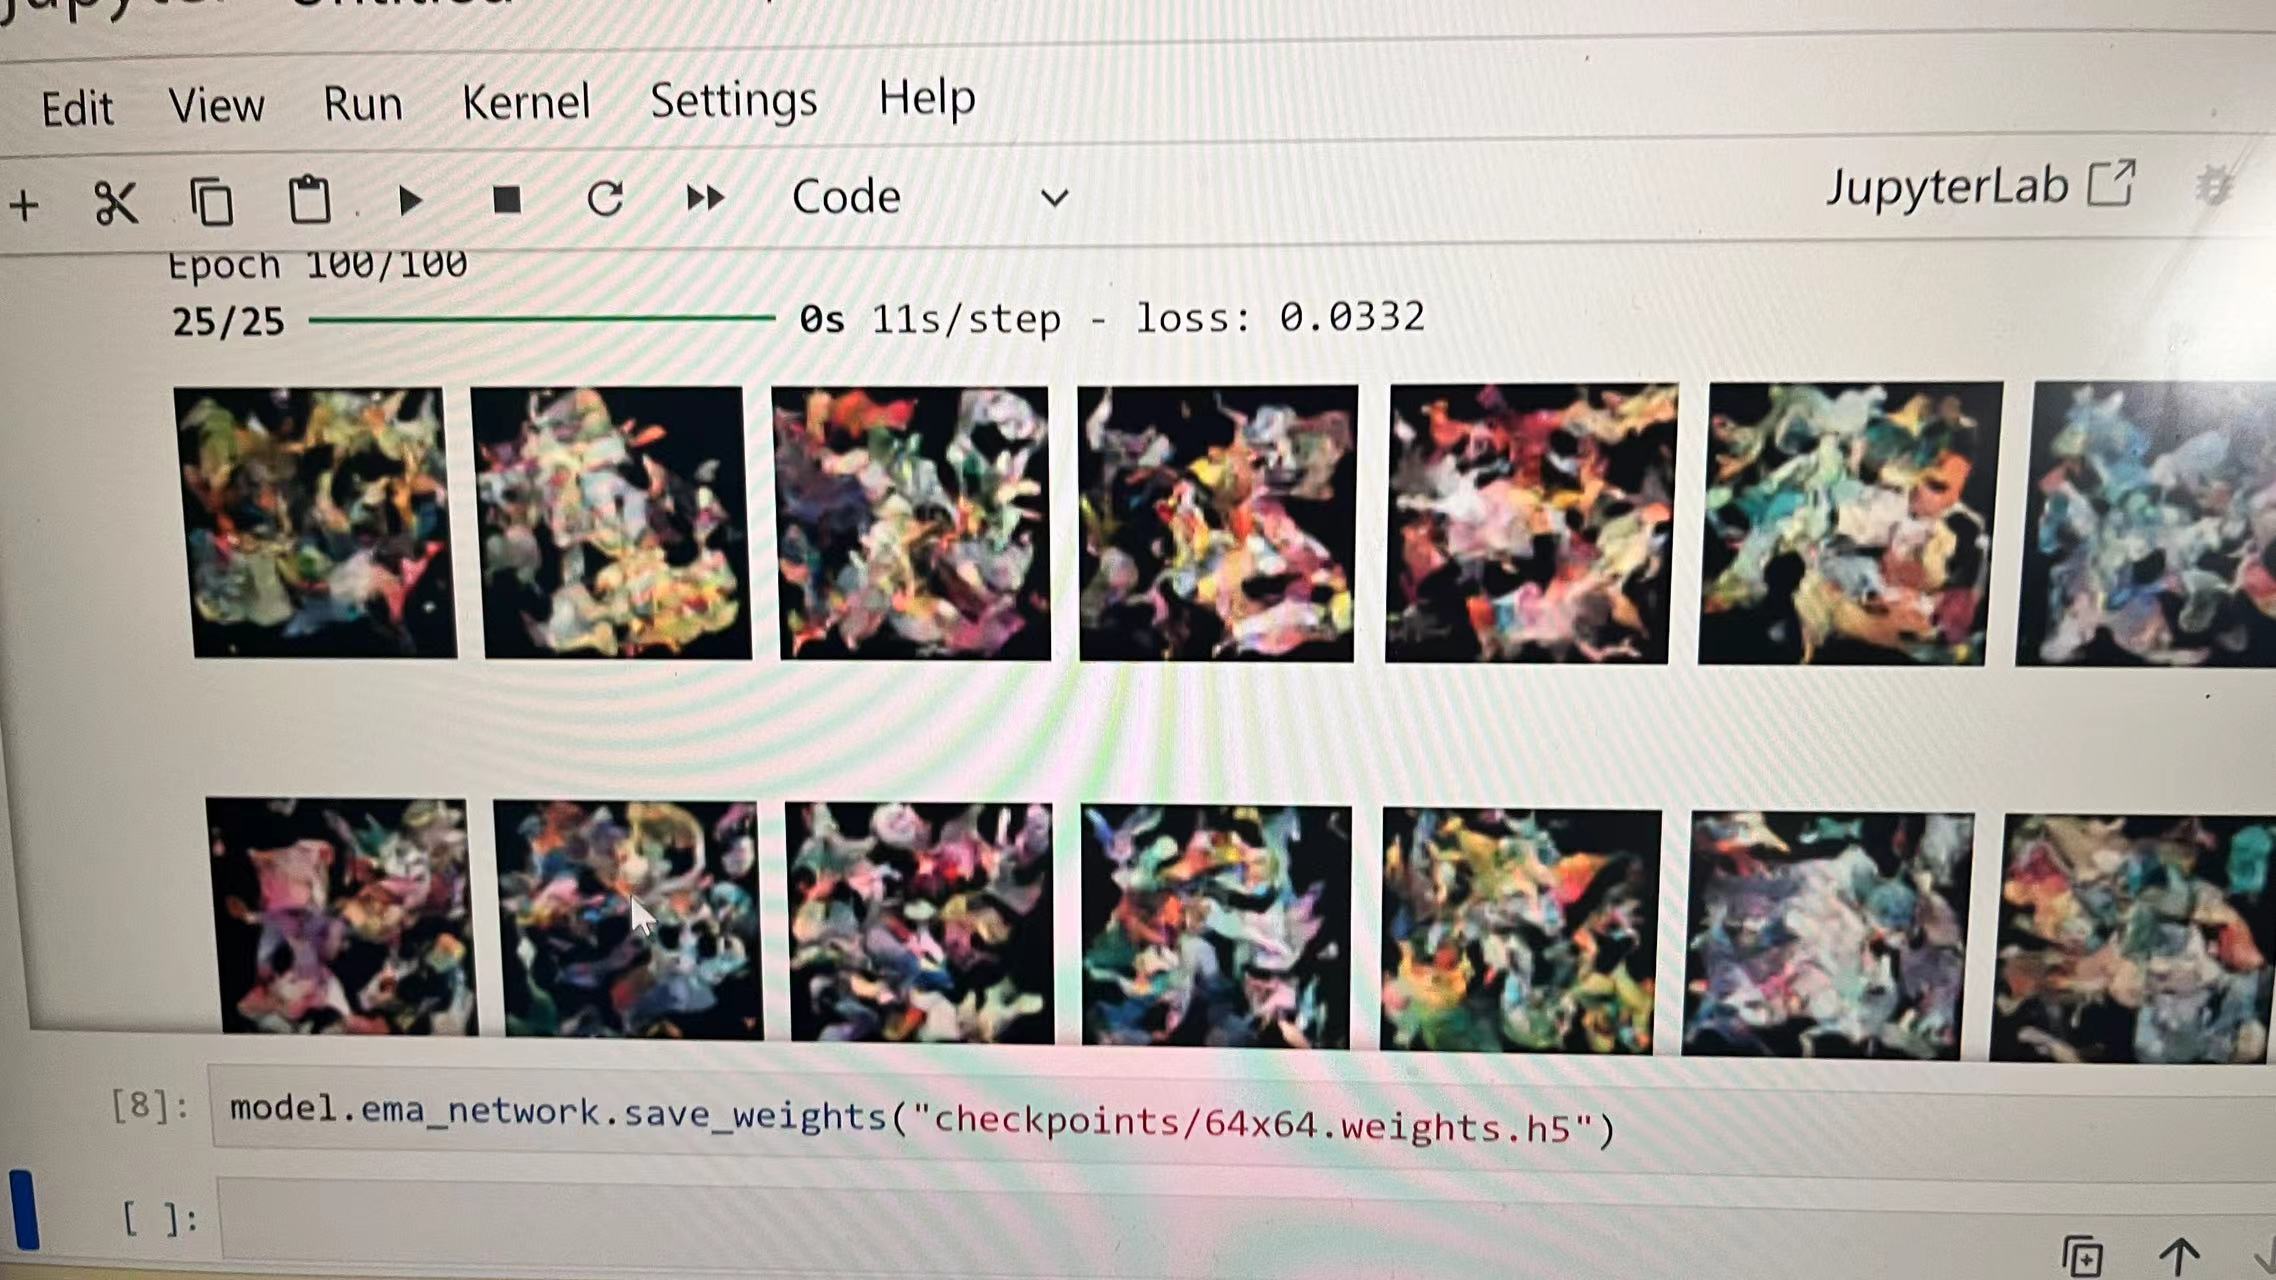 Jupyter Untitled
Edit View Run Kernel Settings Help
Code JupyterLab
Epoch 100/100
25/25 0s 11s/step - loss: 0.0332
[8]: model.ema_network.save_weights("checkpoints/64x64.weights.h5")
[ ]: